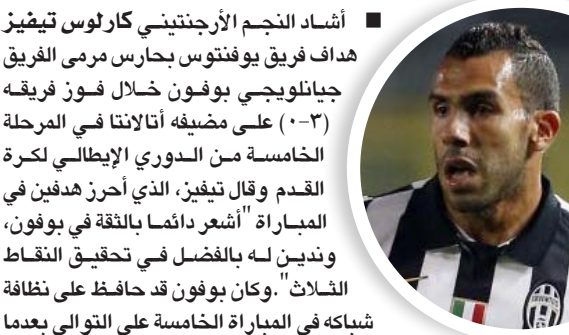 ■ أشاد النجم الأرجنتيني كارلوس تيفيز
هداف فريق يوفنتوس بحارس مرمى الفريق
جيانلويجي بوفون خلال فوز فريقه
(٣-٠) على مضيفه أتالانتا في المرحلة
الخامسة من الدوري الإيطالي لكرة
القدم وقال تيفيز، الذي أحرز هدفين في
المباراة "أشعر دائما بالثقة في بوفون،
وندين له بالفضل في تحقيق النقاط
الثلاث".وكان بوفون قد حافظ على نظافة
شباكه في المباراة الخامسة على التوالي بعدما